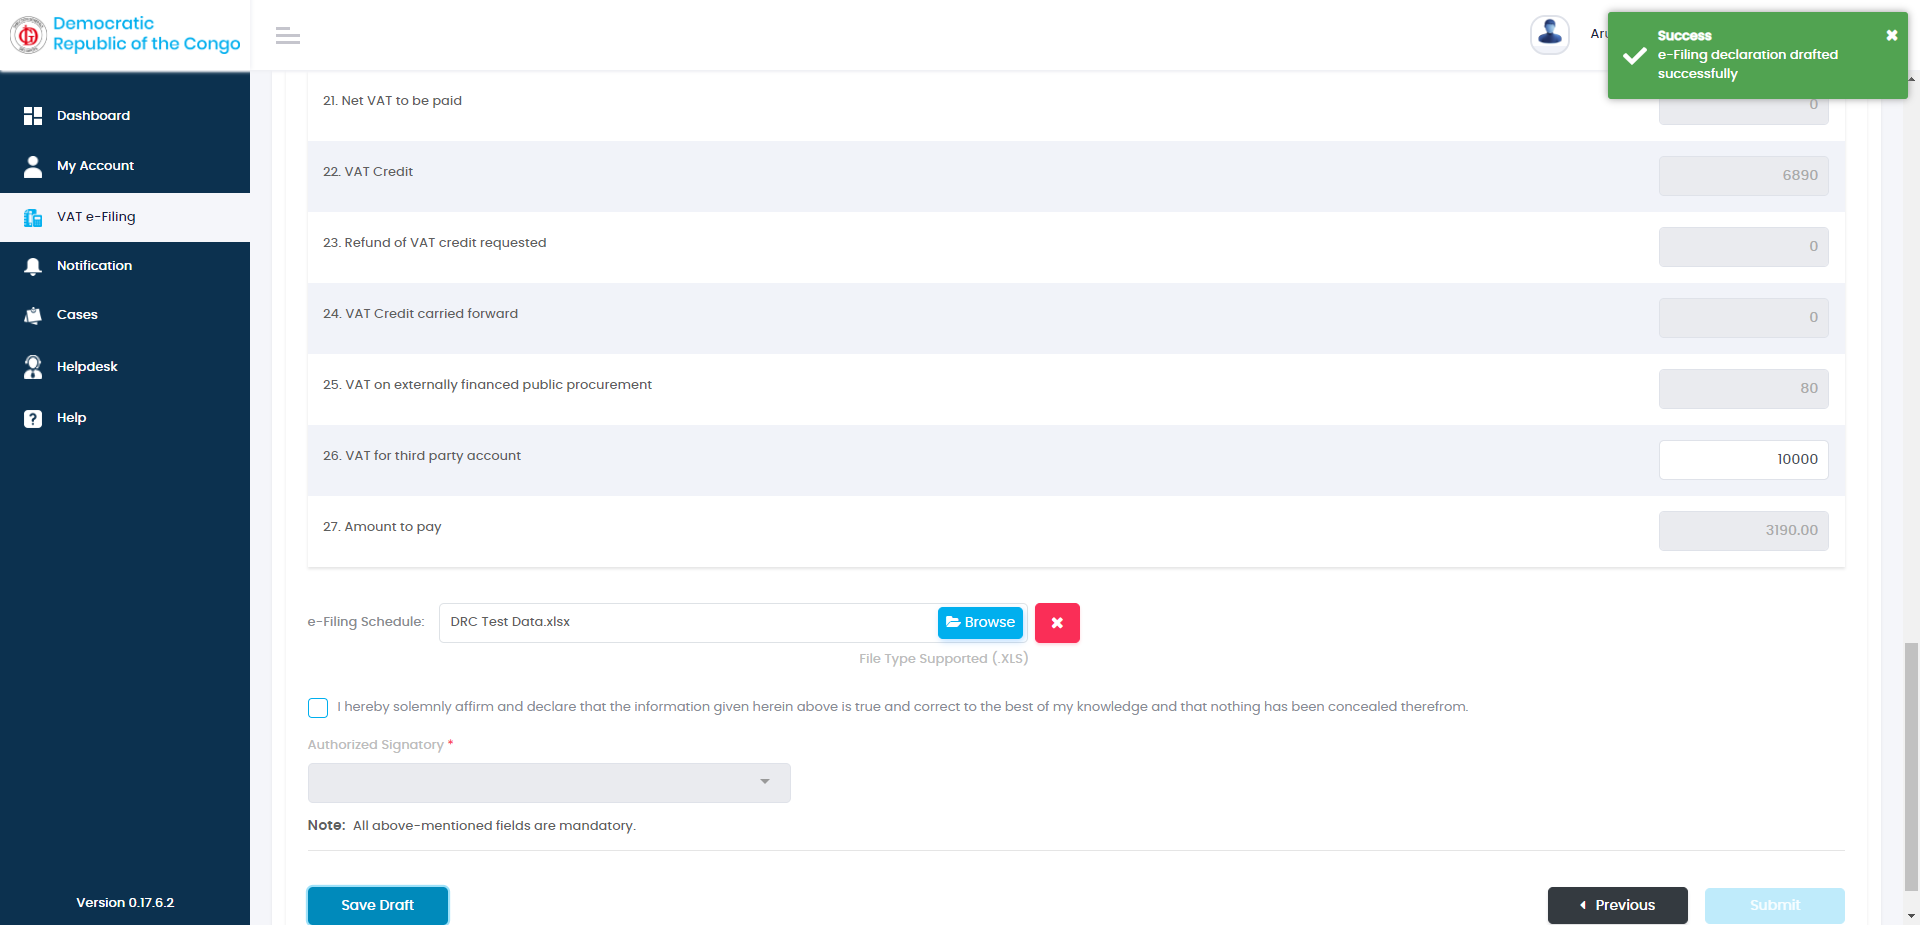 Democratic
Republic of the Congo
Success
e-Filing declaration drafted
successfully
Dashboard
My Account
VAT e-Filing
Notification
Cases
Helpdesk
Help
Version 0.17.6.2
21. Net VAT to be paid
0
22. VAT Credit
6890
23. Refund of VAT credit requested
0
24. VAT Credit carried forward
0
25. VAT on externally financed public procurement
80
26. VAT for third party account
10000
27. Amount to pay
3190.00
e-Filing Schedule:
DRC Test Data.xlsx
Browse
File Type Supported (.XLS)
I hereby solemnly affirm and declare that the information given herein above is true and correct to the best of my knowledge and that nothing has been concealed therefrom.
Authorized Signatory *
Note: All above-mentioned fields are mandatory.
Save Draft
Previous
Submit